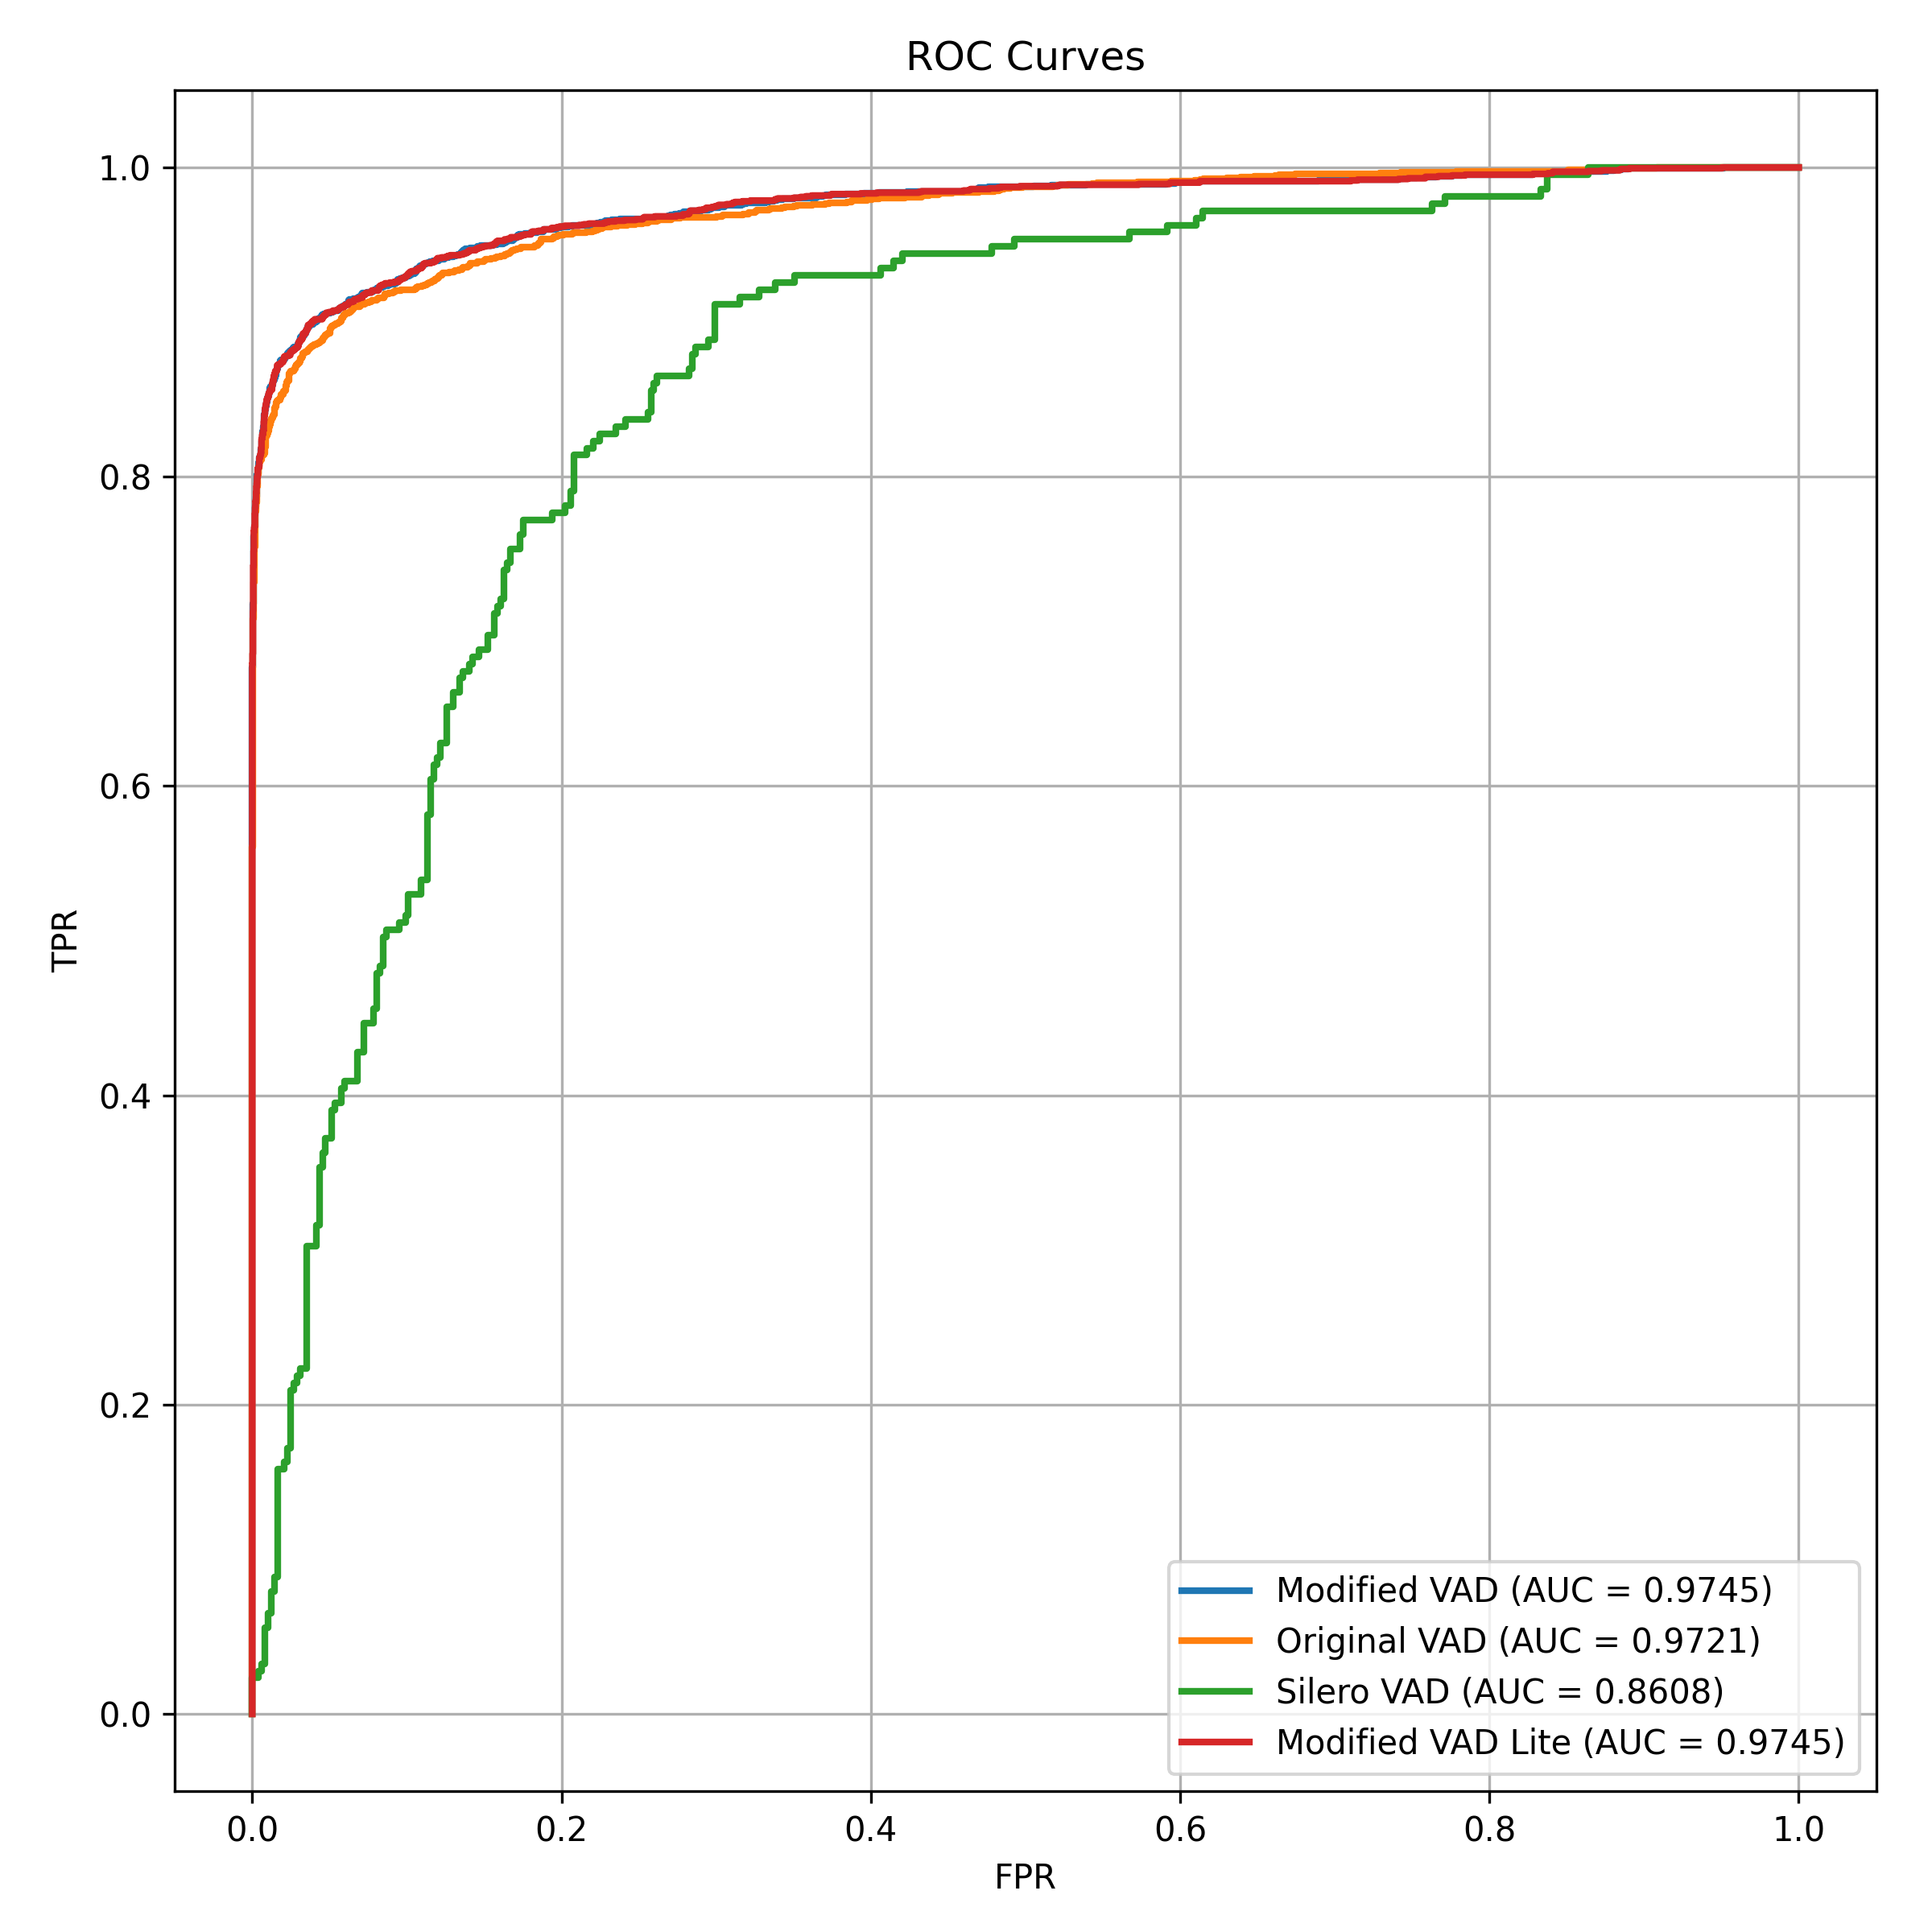 ROC Curves
1.0
0.8
0.6
0.4
0.2
0.0
TPR
0.0 0.2 0.4 0.6 0.8 1.0
FPR
Modified VAD (AUC = 0.9745)
Original VAD (AUC = 0.9721)
Silero VAD (AUC = 0.8608)
Modified VAD Lite (AUC = 0.9745)